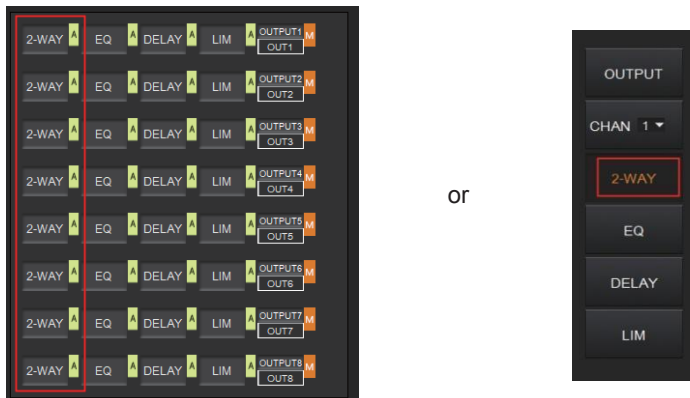 2-WAY A EQ A DELAY A LIM A OUTPUT1 M
OUT1
2-WAY A EQ A DELAY A LIM A OUTPUT2 M
OUT2
2-WAY A EQ A DELAY A LIM A OUTPUT3 M
OUT3
2-WAY A EQ A DELAY A LIM A OUTPUT4 M
OUT4
2-WAY A EQ A DELAY A LIM A OUTPUT5 M
OUT5
2-WAY A EQ A DELAY A LIM A OUTPUT6 M
OUT6
2-WAY A EQ A DELAY A LIM A OUTPUT7 M
OUT7
2-WAY A EQ A DELAY A LIM A OUTPUT8 M
OUT8
or
OUTPUT
CHAN 1
2-WAY
EQ
DELAY
LIM